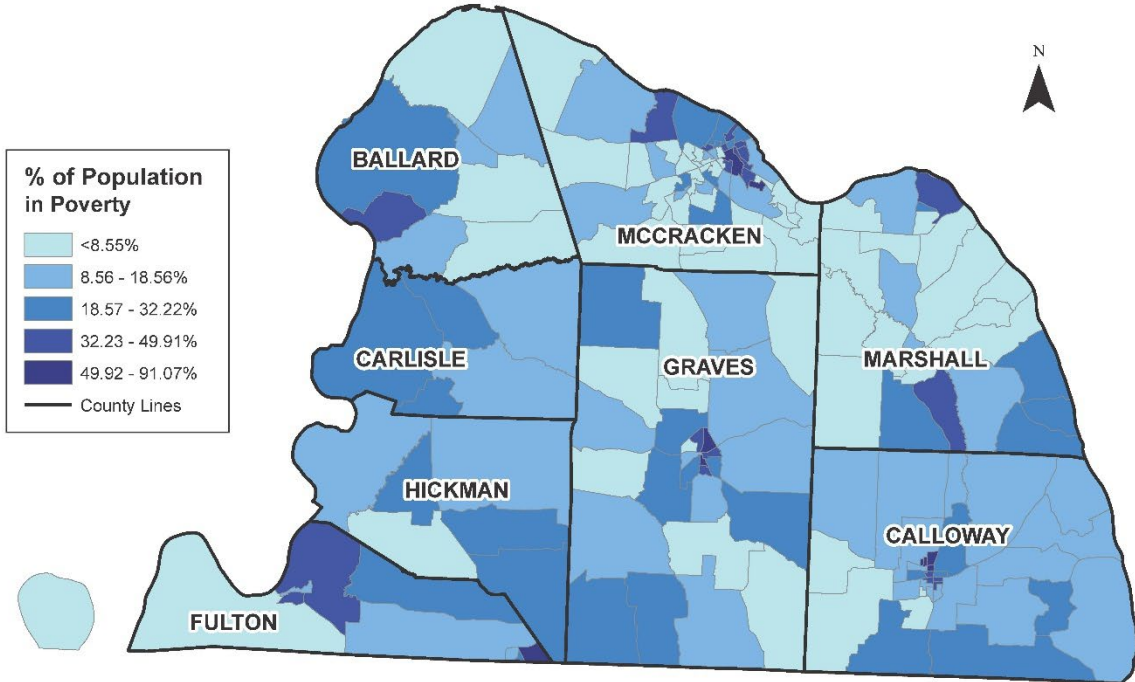 N
BALLARD
% of Population
in Poverty
<8.55%
8.56 - 18.56%
18.57 - 32.22%
32.23 - 49.91%
49.92 - 91.07%
County Lines
MCCRACKEN
CARLISLE
GRAVES
MARSHALL
HICKMAN
CALLOWAY
FULTON